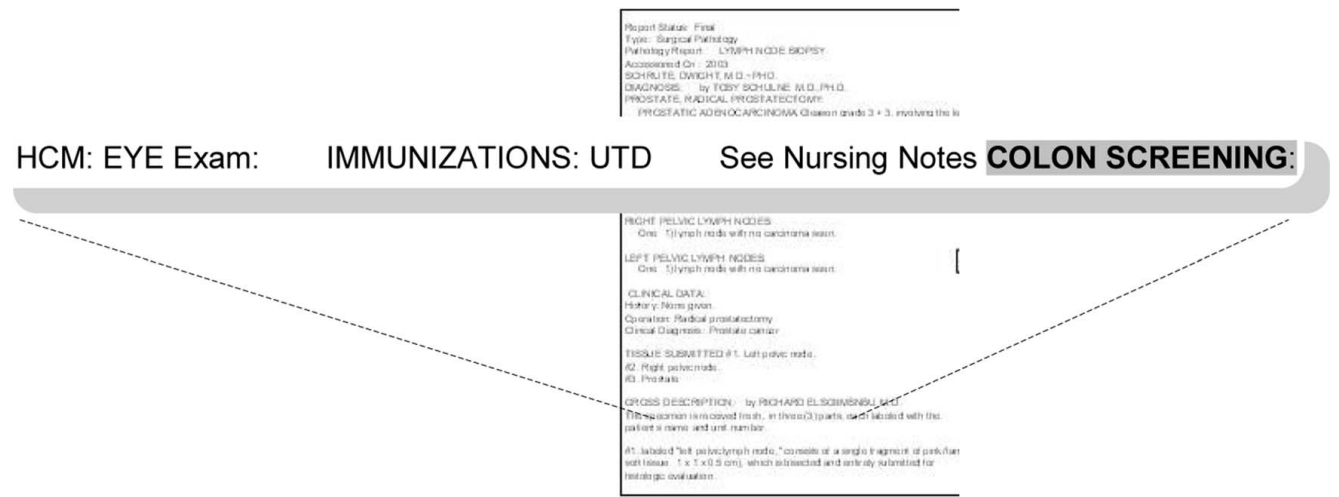 Report Status: Final
Type: Surgical Pathology
Pathology Report: LYMPH NODE BIOPSY
Accessioned On: 2003
SCHRUTE, DWIGHT, M.D.~PHD.
DIAGNOSIS: by TOBY SCHULNE M.D., PH.D.
PROSTATE, RADICAL PROSTATECTOMY:
PROSTATIC ADENOCARCINOMA Gleason grade 3 + 3, involving the
HCM: EYE Exam: IMMUNIZATIONS: UTD See Nursing Notes COLON SCREENING:
RIGHT PELVIC LYMPH NODES
One 1) lymph node with no carcinoma seen.
LEFT PELVIC LYMPH NODES
One 1) lymph node with no carcinoma seen.
CLINICAL DATA:
History: None given.
Operation: Radical prostatectomy
Clinical Diagnosis: Prostate cancer
TISSUE SUBMITTED #1. Left pelvic node.
#2. Right pelvic node.
#3. Prostate
GROSS DESCRIPTION: by RICHARD M.D.
The specimen is received fresh, in three (3) parts, each labeled with the
patient's name and unit number.
#1. labeled "left pelvic lymph node," consists of a single fragment of pink/tan
soft tissue 1 x 1 x 0.5 cm), which is bisected and entirely submitted for
histologic evaluation.